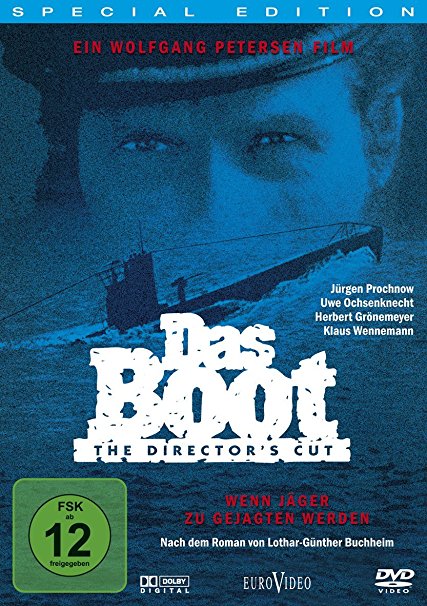 SPECIAL EDITION
EIN WOLFGANG PETERSEN FILM
Jürgen Prochnow
Uwe Ochsenknecht
Herbert Grönemeyer
Klaus Wennemann
Das
Boot
THE DIRECTOR'S CUT
WENN JÄGER
ZU GEJAGTEN WERDEN
Nach dem Roman von Lothar-Günther Buchheim
FSK
ab
12
freigegeben
DOLBY
DIGITAL
EUROVIDEO
DVD
VIDEO